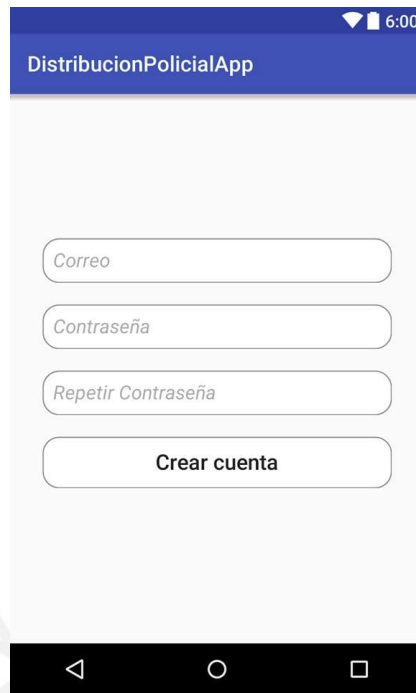 6:00
DistribucionPolicialApp
Correo
Contraseña
Repetir Contraseña
Crear cuenta